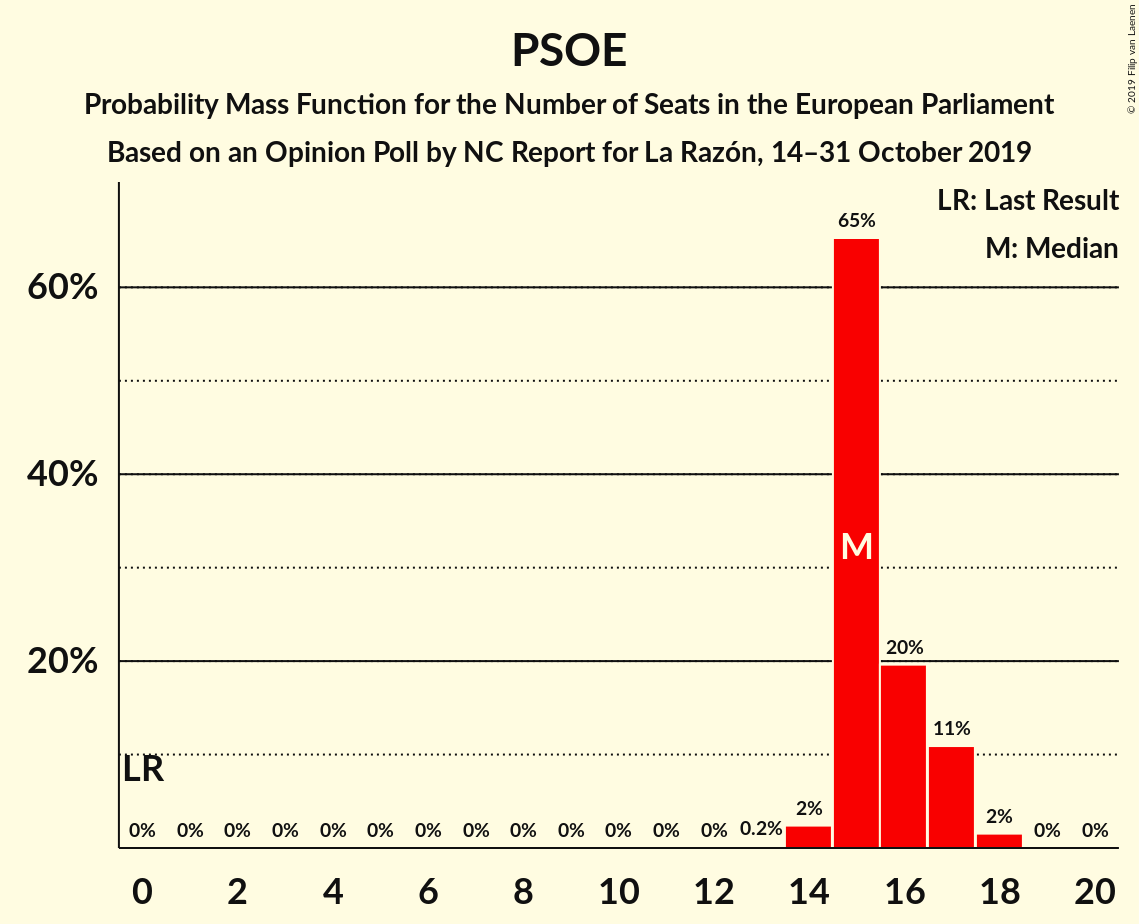 PSOE
Probability Mass Function for the Number of Seats in the European Parliament
Based on an Opinion Poll by NC Report for La Razón, 14–31 October 2019
© 2019 Filip van Laenen
LR: Last Result
M: Median
60%
40%
20%
65%
M
20%
11%
LR
0% 0% 0% 0% 0% 0% 0% 0% 0% 0% 0% 0% 0% 0.2% 2% 2% 0% 0%
0 2 4 6 8 10 12 14 16 18 20